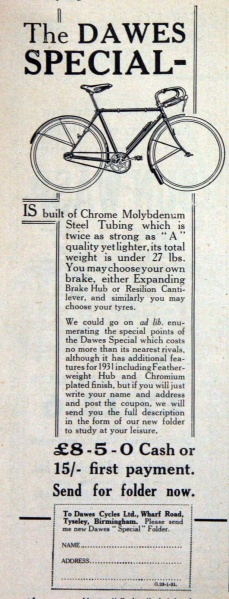 The DAWES
SPECIAL-
IS built of Chrome Molybdenum
Steel Tubing which is
twice as strong as "A"
quality yet lighter, its total
weight is under 27 lbs.
You may choose your own
brake, either Expanding
Brake Hub or Resilion Canti-
lever, and similarly you may
choose your tyres.
We could go on ad lib. enu-
merating the special points of
the Dawes Special which costs
no more than its nearest rivals,
although it has additional fea-
tures for 1931 including Feather-
weight Hub and Chromium
plated finish, but if you will just
write your name and address
and post the coupon, we will
send you the full description
in the form of our new folder
to study at your leisure.
£8-5-0 Cash or
15/- first payment.
Send for folder now.
To Dawes Cycles Ltd., Wharf Road,
Tyseley, Birmingham. Please send
me new Dawes "Special" Folder.
NAME
ADDRESS